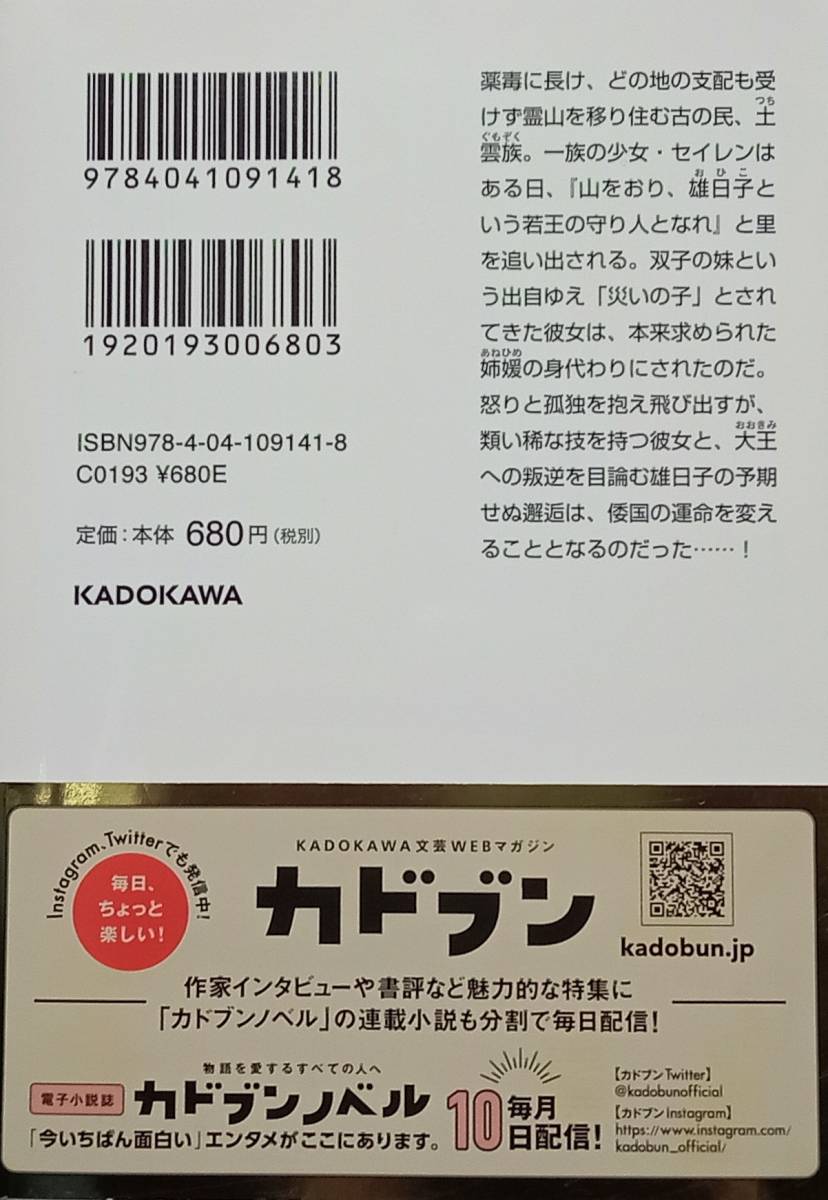 9784041091418
1920193006803
ISBN978-4-04-109141-8
C0193 ¥680E
定価：本体 680円（税別）
KADOKAWA
薬毒に長け、どの地の支配も受
けず霊山を移り住む古の民、土
つち
雲族。一族の少女・セイレンは
ぐもぞく
ある日、『山をおり、雄日子と
おひこ
いう若王の守り人となれ』と里
を追い出される。双子の妹とい
う出自ゆえ「災いの子」とされ
てきた彼女は、本来求められた
姉媛の身代わりにされたのだ。
あねひめ
怒りと孤独を抱え飛び出すが、
類い稀な技を持つ彼女と、大王
おおきみ
への叛逆を目論む雄日子の予期
せぬ邂逅は、倭国の運命を変え
ることとなるのだった……！
Instagram、Twitterでも発信中！
毎日、
ちょっと
楽しい！
KADOKAWA文芸WEBマガジン
カドブン
kadobun.jp
作家インタビューや書評など魅力的な特集に
「カドブンノベル」の連載小説も分割で毎日配信！
物語を愛するすべての人へ
電子小説誌
カドブンノベル
毎月
10日配信！
「今いちばん面白い」エンタメがここにあります。
【カドブンTwitter】
@kadobunofficial
【カドブンInstagram】
https://www.instagram.com/
kadobun_official/